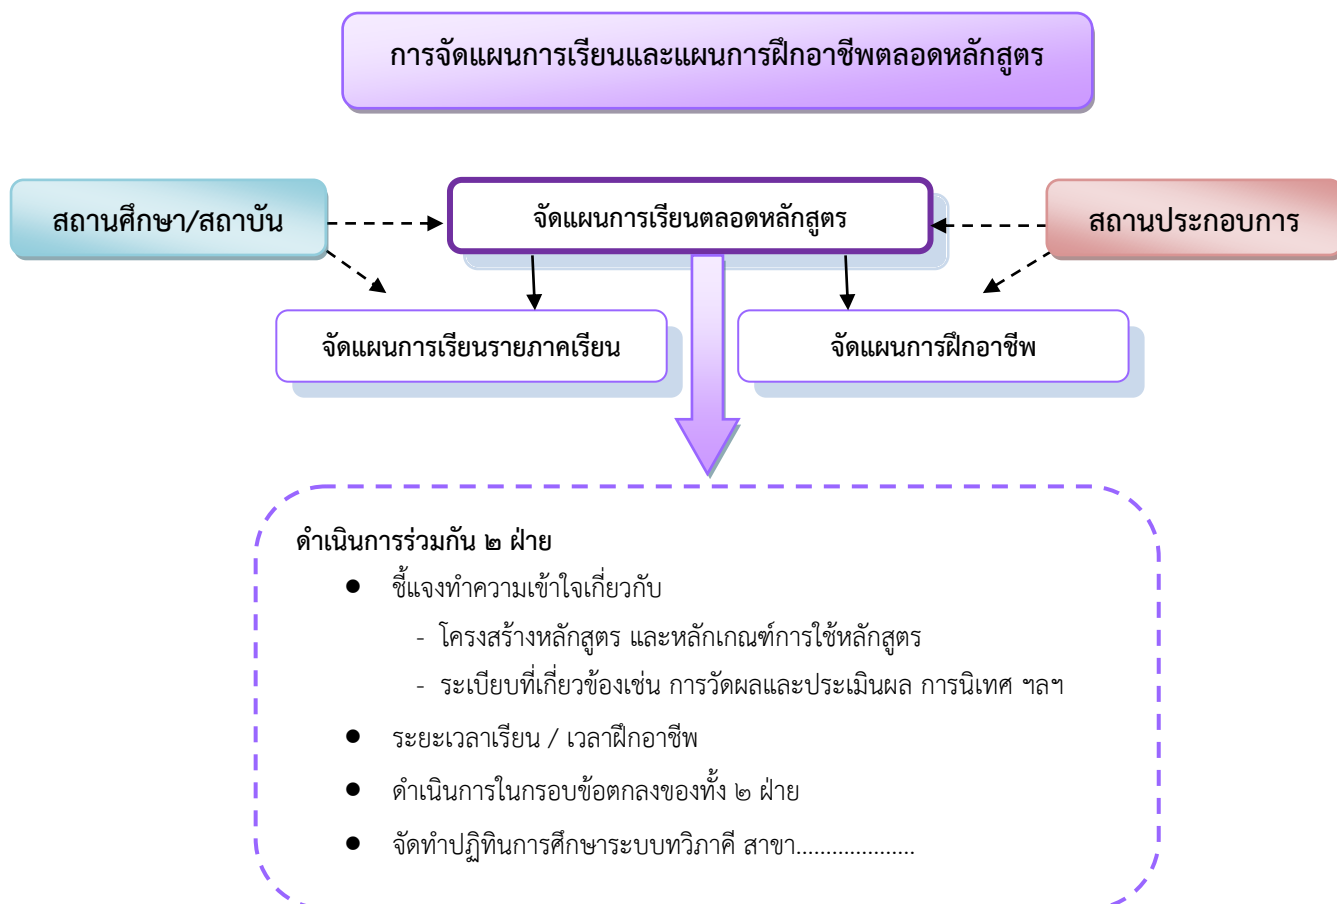 การจัดแผนการเรียนและแผนการฝึกอาชีพตลอดหลักสูตร
สถานศึกษา/สถาบัน
จัดแผนการเรียนตลอดหลักสูตร
สถานประกอบการ
จัดแผนการเรียนรายภาคเรียน
จัดแผนการฝึกอาชีพ
ดำเนินการร่วมกัน ๒ ฝ่าย
● ชี้แจงทำความเข้าใจเกี่ยวกับ
- โครงสร้างหลักสูตร และหลักเกณฑ์การใช้หลักสูตร
- ระเบียบที่เกี่ยวข้องเช่น การวัดผลและประเมินผล การนิเทศ ฯลฯ
● ระยะเวลาเรียน / เวลาฝึกอาชีพ
● ดำเนินการในกรอบข้อตกลงของทั้ง ๒ ฝ่าย
● จัดทำปฏิทินการศึกษาระบบทวิภาคี สาขา....................